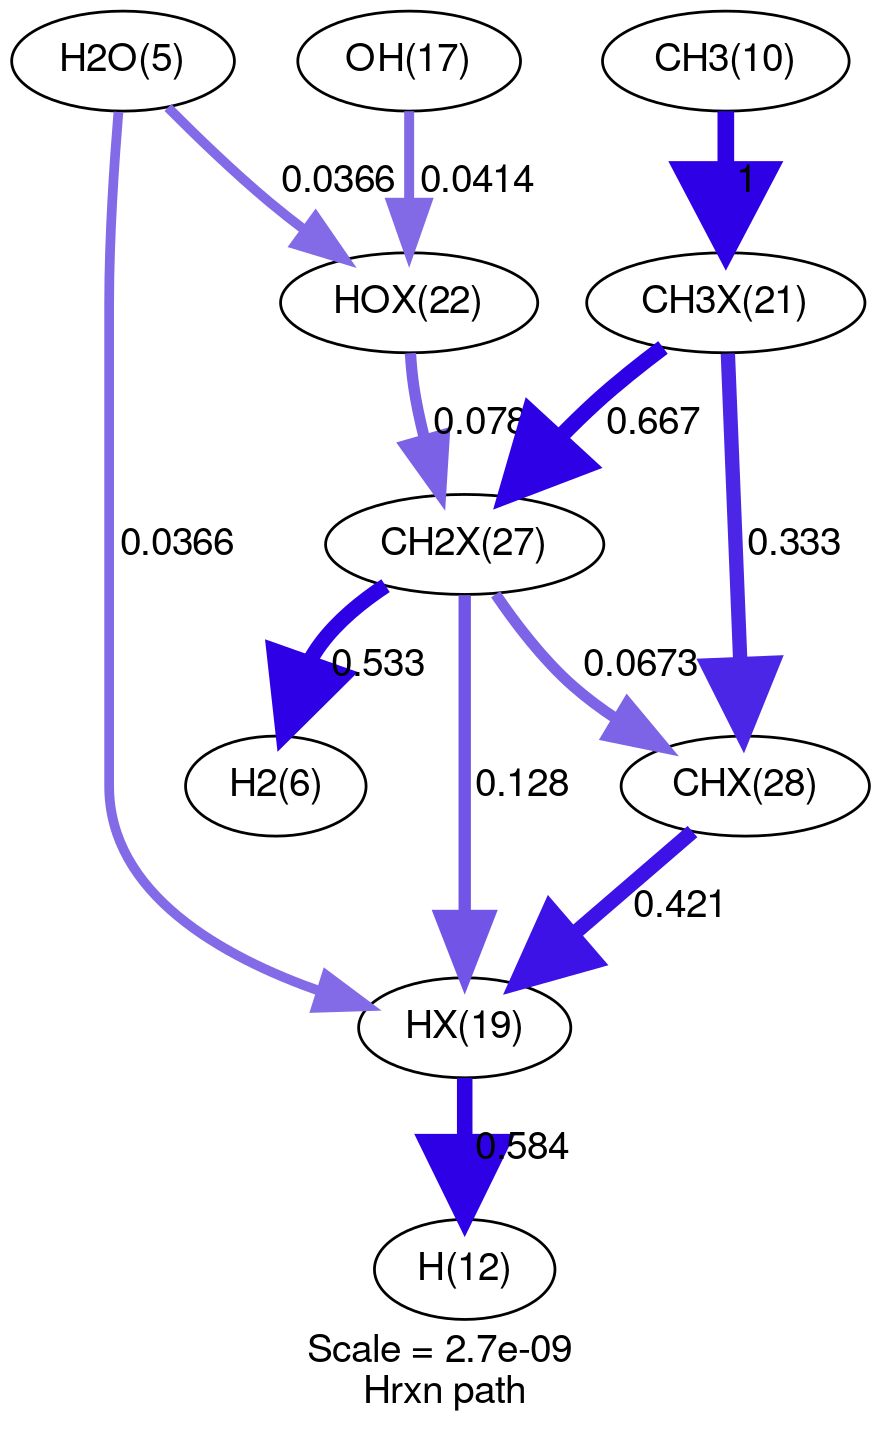 H2O(5) OH(17) CH3(10)
0.0366 0.0414 1
HOX(22) CH3X(21)
0.078 0.667
0.0366 CH2X(27) 0.333
0.533 0.0673
H2(6) 0.128 CHX(28)
0.421
HX(19)
0.584
H(12)
Scale = 2.7e-09
Hrxn path